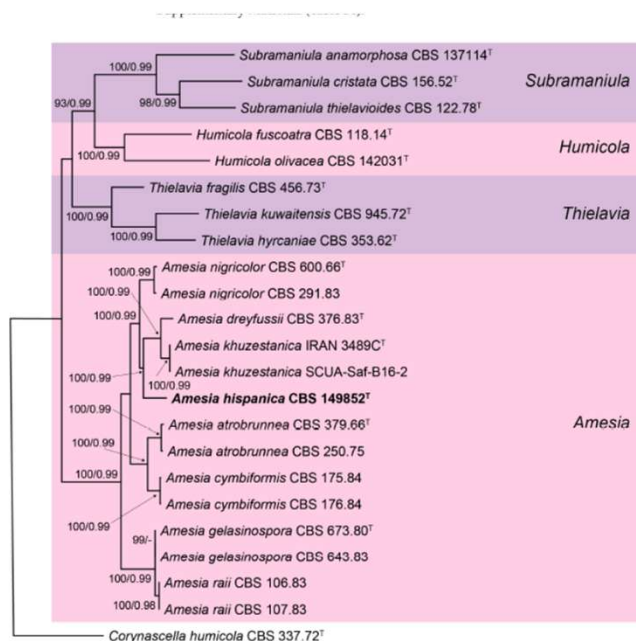 Subramaniula anamorphosa CBS 137114ᵀ
100/0.99
Subramaniula cristata CBS 156.52ᵀ
Subramaniula
93/0.99
98/0.99
Subramaniula thielavioides CBS 122.78ᵀ
Humicola fuscoatra CBS 118.14ᵀ
Humicola
100/0.99
Humicola olivacea CBS 142031ᵀ
Thielavia fragilis CBS 456.73ᵀ
100/0.99
Thielavia kuwaitensis CBS 945.72ᵀ
Thielavia
100/0.99
Thielavia hyrcaniae CBS 353.62ᵀ
Amesia nigricolor CBS 600.66ᵀ
100/0.99
100/0.99
Amesia nigricolor CBS 291.83
100/0.99
Amesia dreyfussii CBS 376.83ᵀ
Amesia khuzestanica IRAN 3489Cᵀ
Amesia khuzestanica SCUA-Saf-B16-2
100/0.99
100/0.99
Amesia hispanica CBS 149852ᵀ
100/0.99
Amesia atrobrunnea CBS 379.66ᵀ
Amesia
100/0.99
Amesia atrobrunnea CBS 250.75
100/0.99
Amesia cymbiformis CBS 175.84
Amesia cymbiformis CBS 176.84
100/0.99
Amesia gelasinospora CBS 673.80ᵀ
99/-
Amesia gelasinospora CBS 643.83
100/0.99
Amesia raii CBS 106.83
100/0.98
Amesia raii CBS 107.83
Corynascella humicola CBS 337.72ᵀ